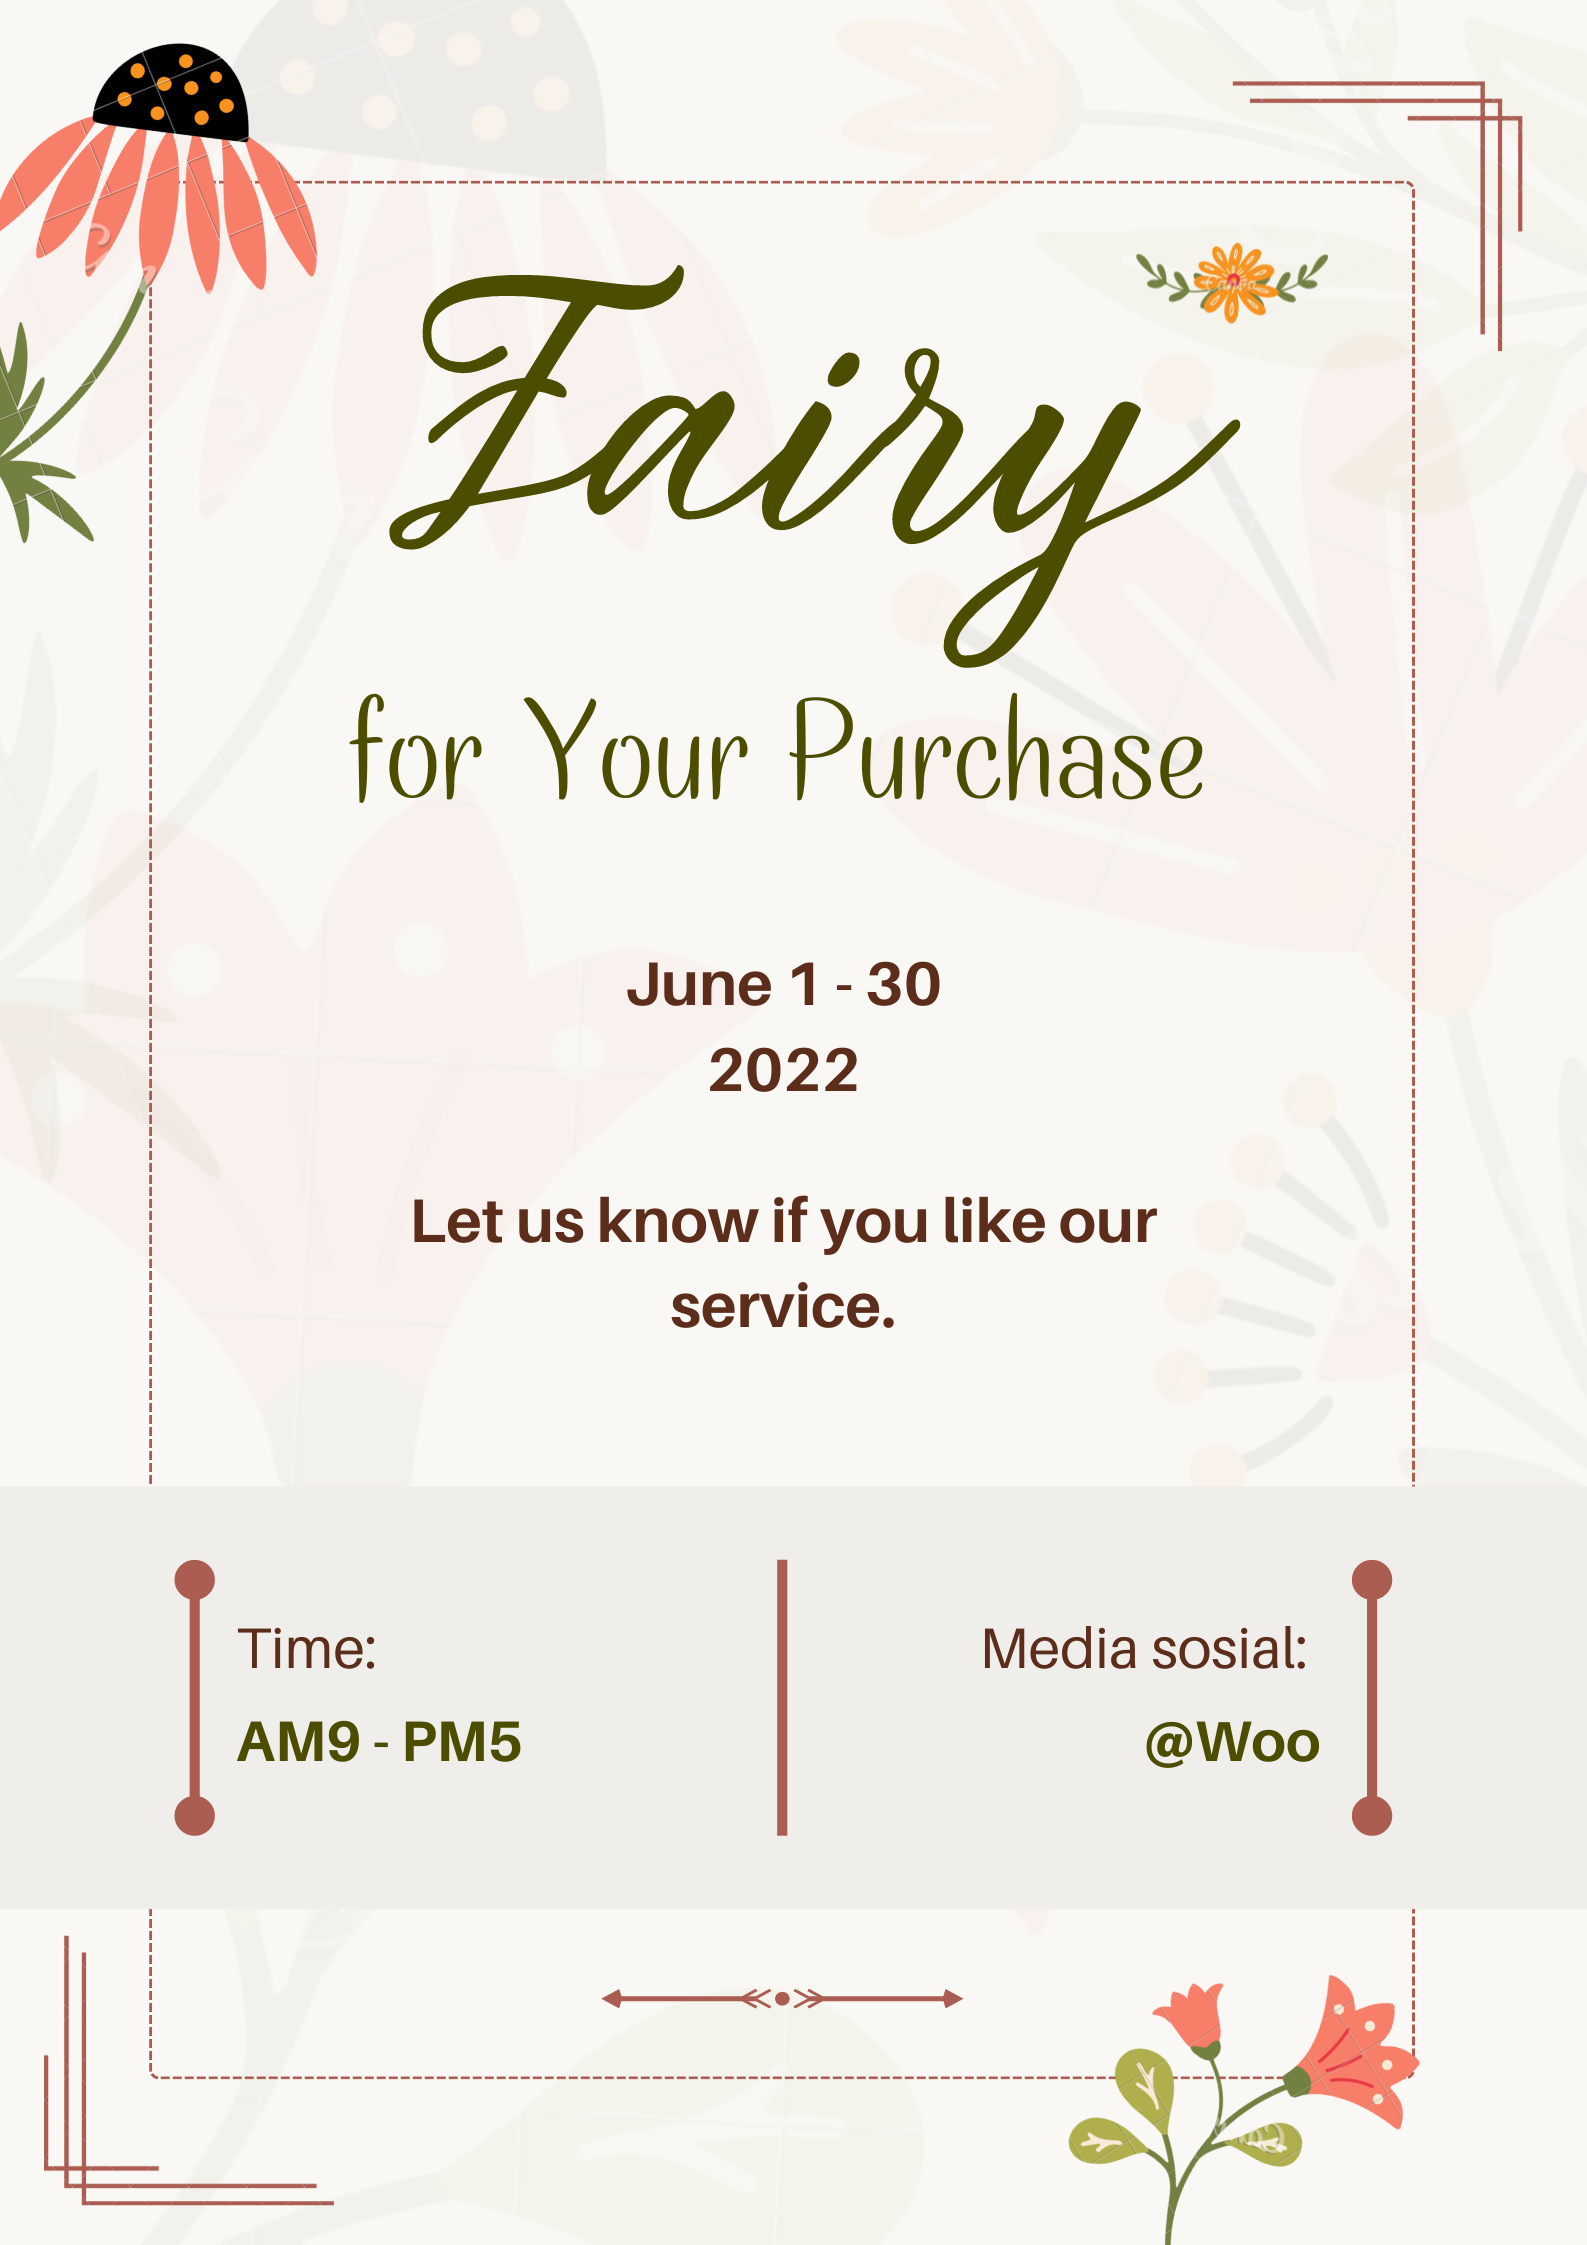 Fairy
for Your Purchase
June 1 - 30
2022
Let us know if you like our
service.
Time:
AM9 - PM5
Media sosial:
@Woo